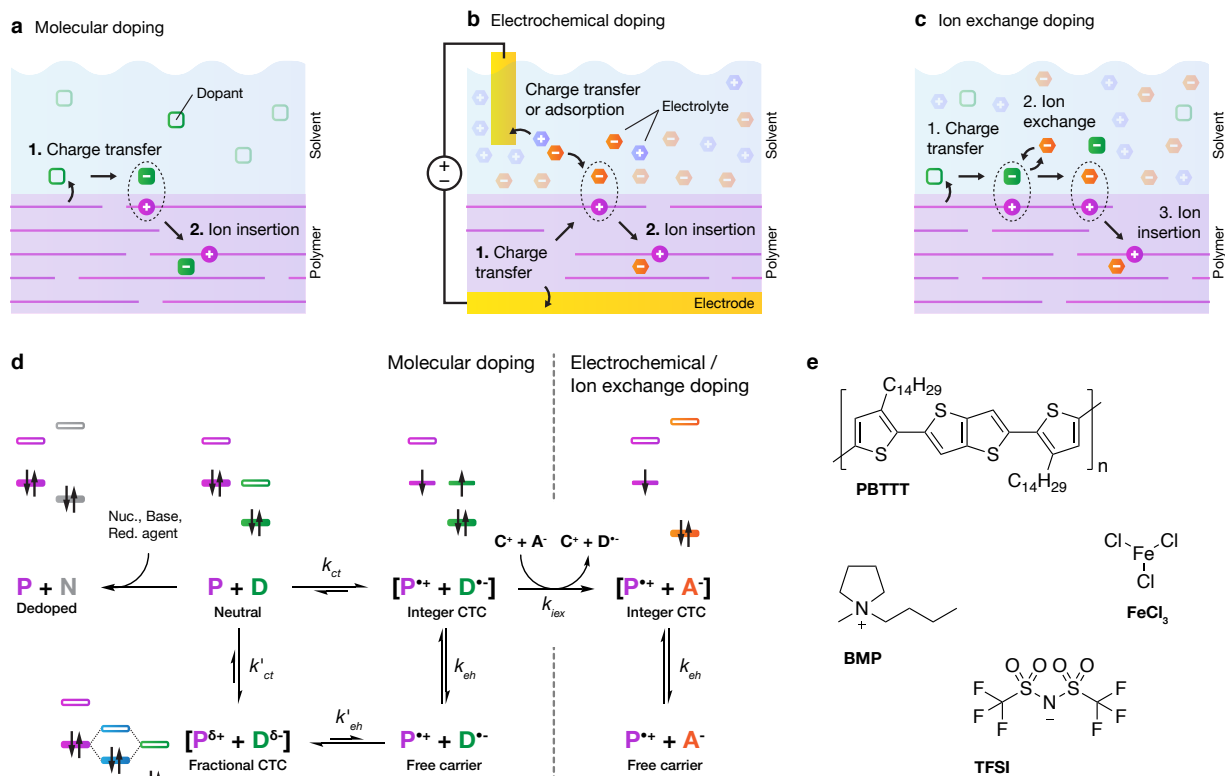 a Molecular doping
Dopant
1. Charge transfer
2. Ion insertion
Solvent
Polymer
b Electrochemical doping
Charge transfer
or adsorption
Electrolyte
1. Charge
transfer
2. Ion insertion
Electrode
Solvent
Polymer
c Ion exchange doping
1. Charge
transfer
2. Ion
exchange
3. Ion
insertion
Solvent
Polymer
d
Molecular doping
Electrochemical /
Ion exchange doping
Nuc., Base,
Red. agent
C⁺ + A⁻ C⁺ + D•⁻
P + N
Dedoped
P + D
Neutral
k_ct
[P•⁺ + D•⁻]
Integer CTC
k_iex
[P•⁺ + A⁻]
Integer CTC
k'_ct
k_eh
k_eh
[Pδ⁺ + Dδ⁻]
Fractional CTC
k'_eh
P•⁺ + D•⁻
Free carrier
P•⁺ + A⁻
Free carrier
e
C₁₄H₂₉
S
S
S
S
C₁₄H₂₉
n
PBTTT
N
+
BMP
Cl Cl
Fe
Cl
FeCl₃
O O O O
S S
F N F
F F
F − F
TFSI